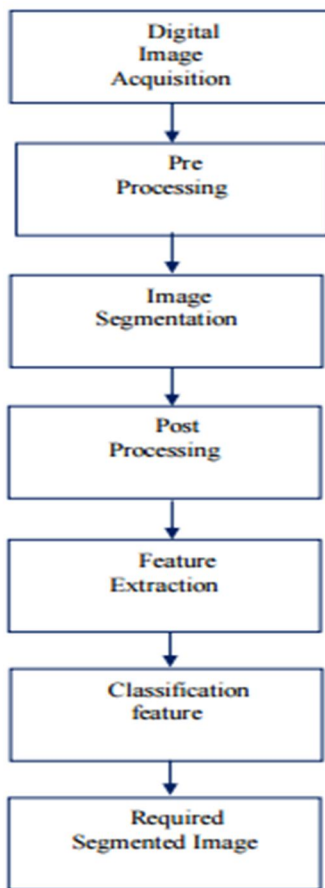 Digital
Image
Acquisition
Pre
Processing
Image
Segmentation
Post
Processing
Feature
Extraction
Classification
feature
Required
Segmented Image